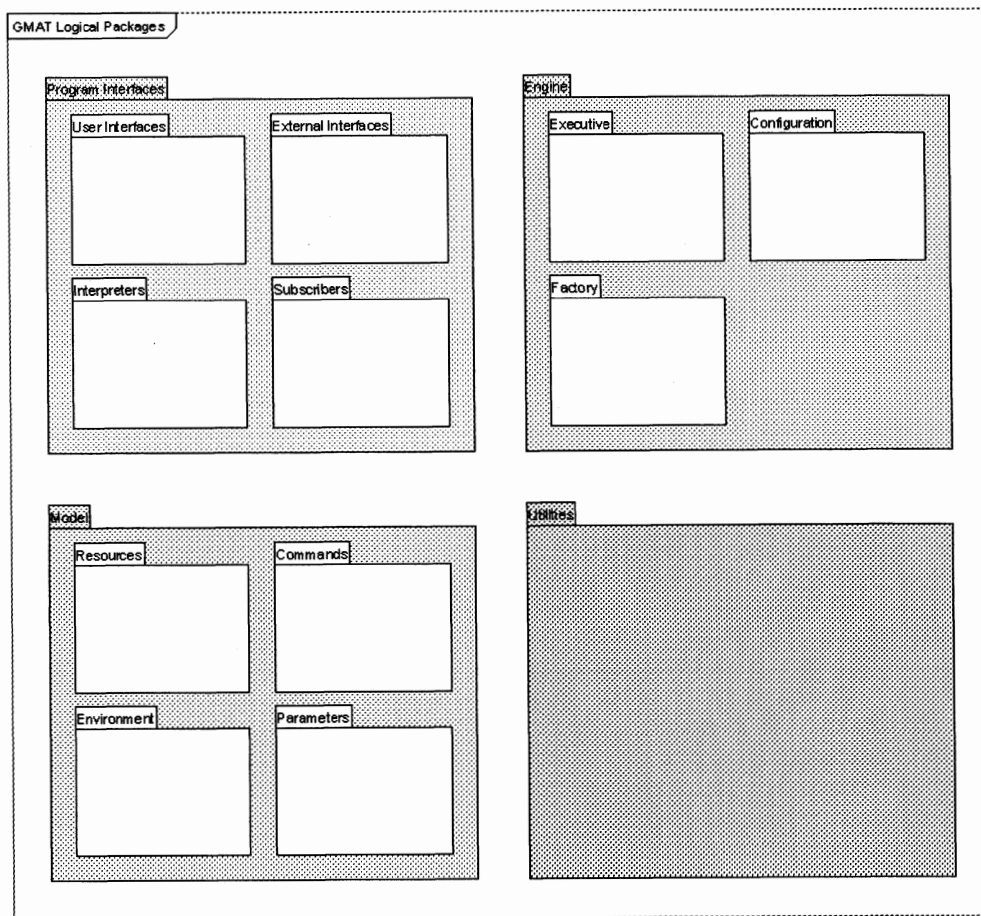 GMAT Logical Packages
Program Interfaces
User Interfaces
External Interfaces
Interpreters
Subscribers
Engine
Executive
Configuration
Factory
Model
Resources
Commands
Environment
Parameters
Utilities